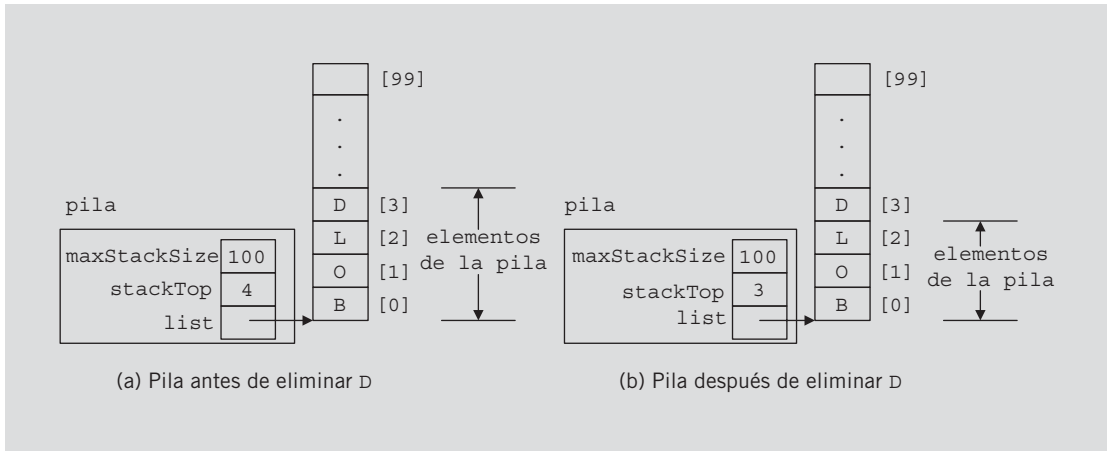 [99]
.
.
.
pila
D [3]
maxStackSize 100
L [2]
elementos
de la pila
O [1]
stackTop 4
B [0]
list
(a) Pila antes de eliminar D
[99]
.
.
.
pila
D [3]
maxStackSize 100
L [2]
elementos
de la pila
O [1]
stackTop 3
B [0]
list
(b) Pila después de eliminar D